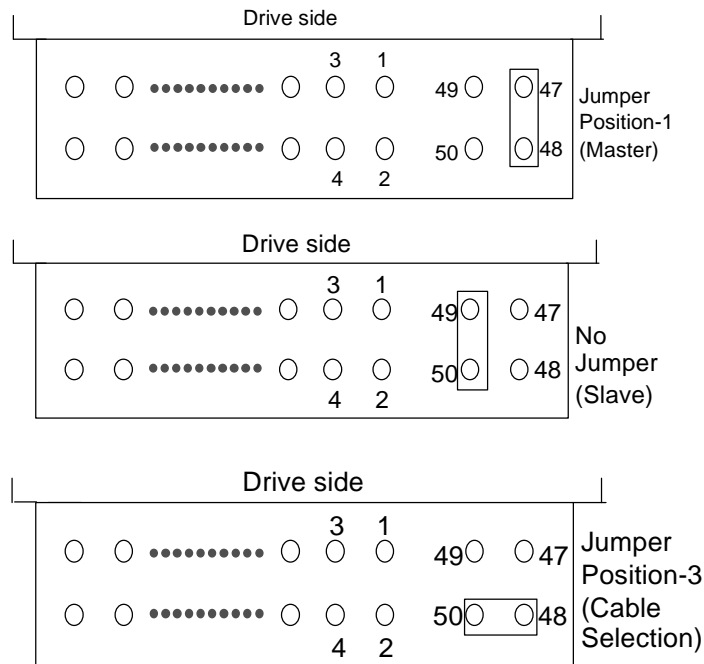 Drive side
3 1
49 47
50 48
4 2
Jumper
Position-1
(Master)
Drive side
3 1
49 47
50 48
4 2
No
Jumper
(Slave)
Drive side
3 1
49 47
50 48
4 2
Jumper
Position-3
(Cable
Selection)